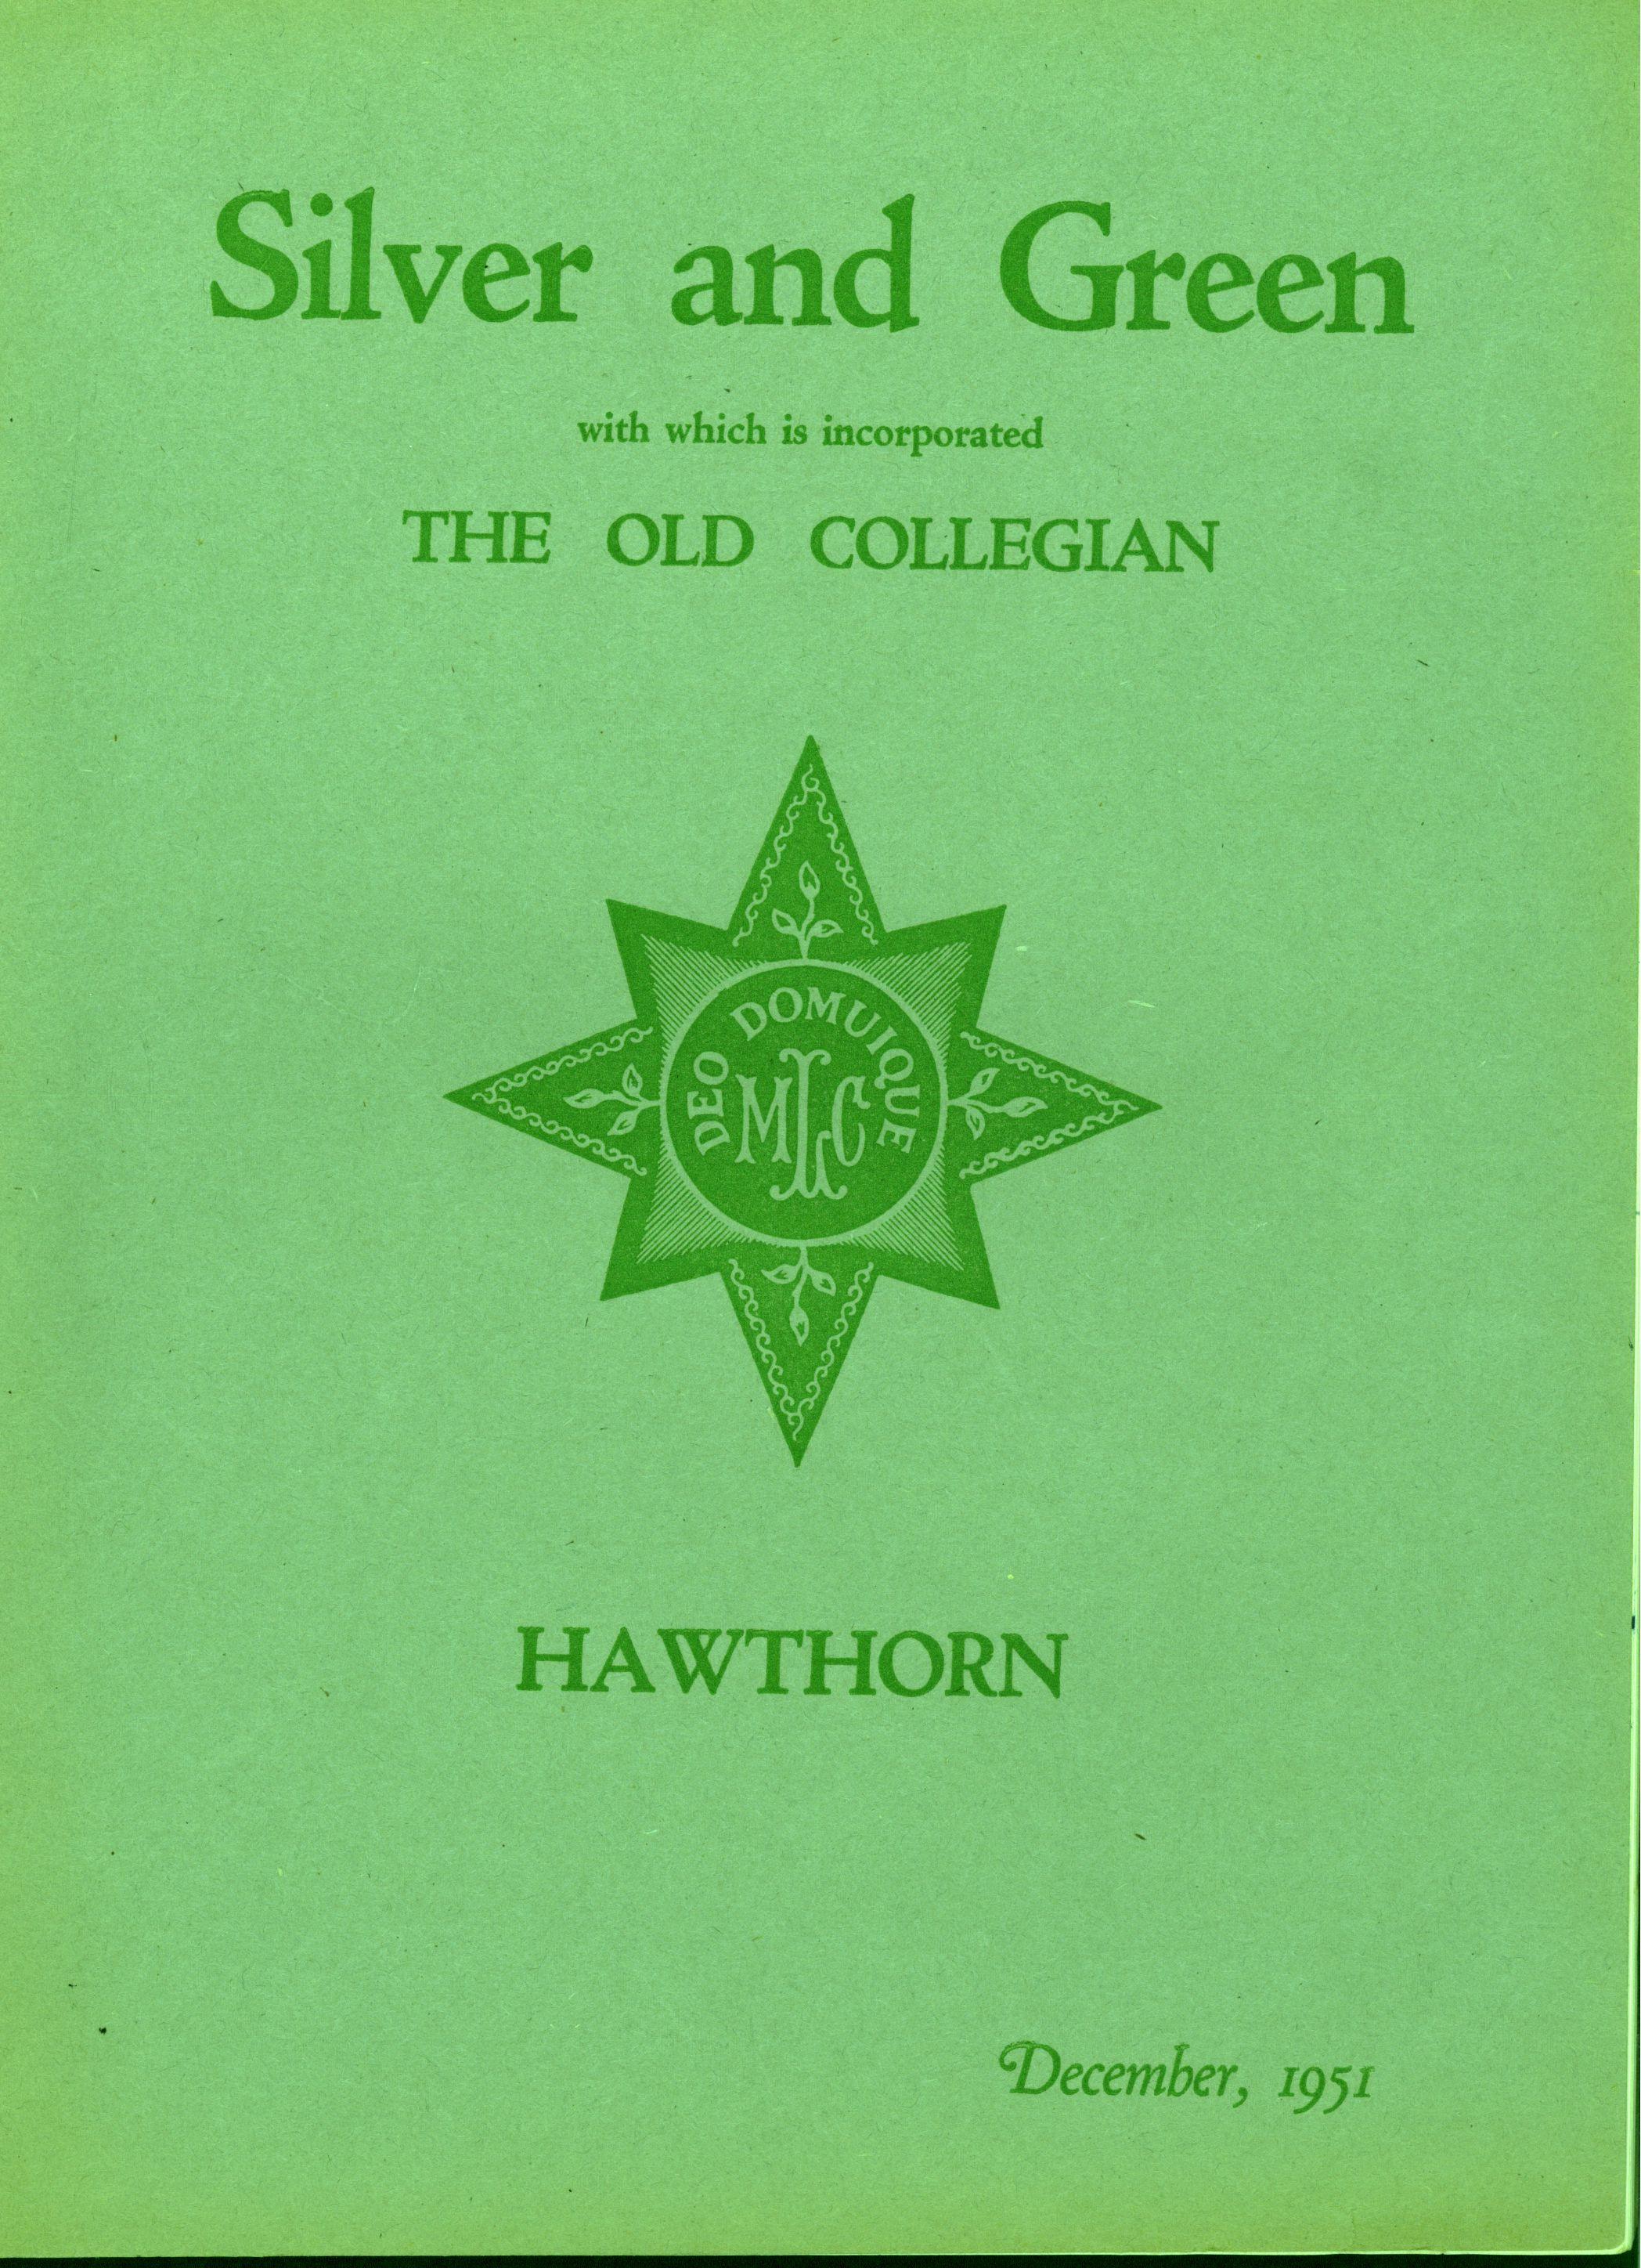 Silver and Green
with which is incorporated
THE OLD COLLEGIAN
DEO DOMUIQUE
MLC
HAWTHORN
December, 1951